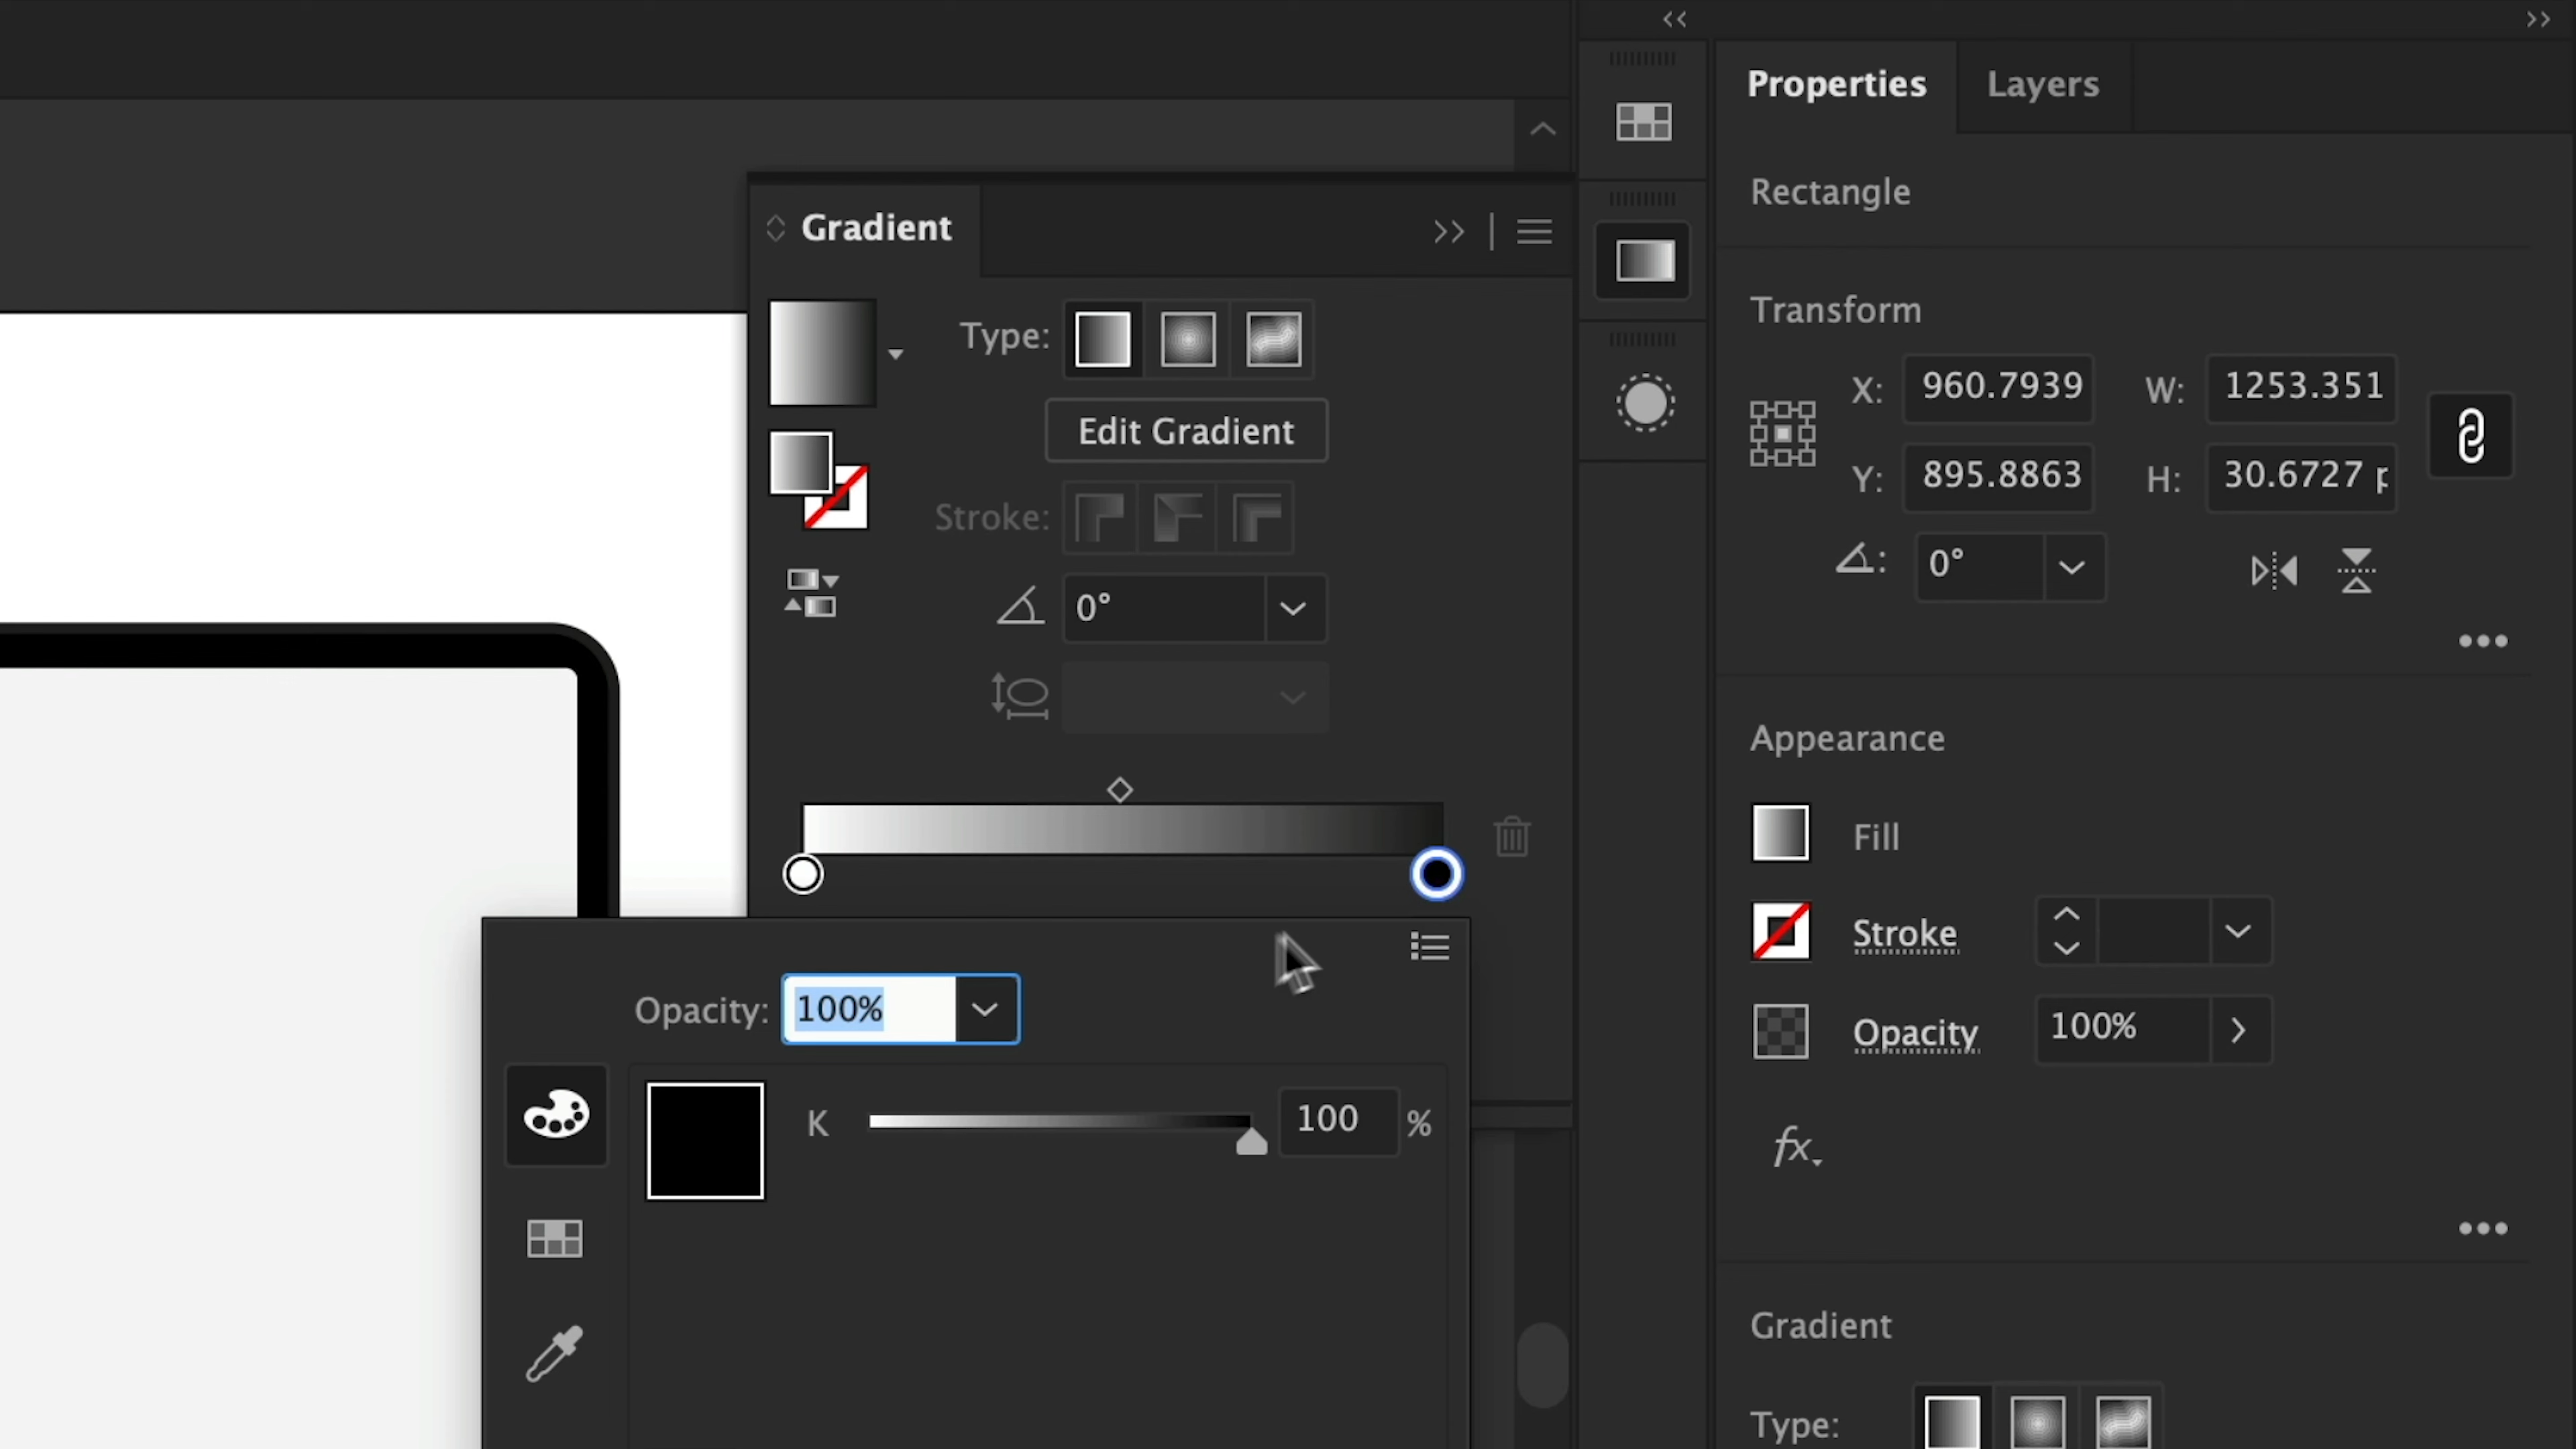 Properties
Layers
Rectangle
Gradient
Transform
Type:
X:
960.7939
W:
1253.351
Edit Gradient
Y:
895.8863
H:
30.6727 p
Stroke:
0°
0°
Appearance
Fill
Stroke
Opacity:
100%
Opacity
100%
K
100
%
fx
Gradient
Type: